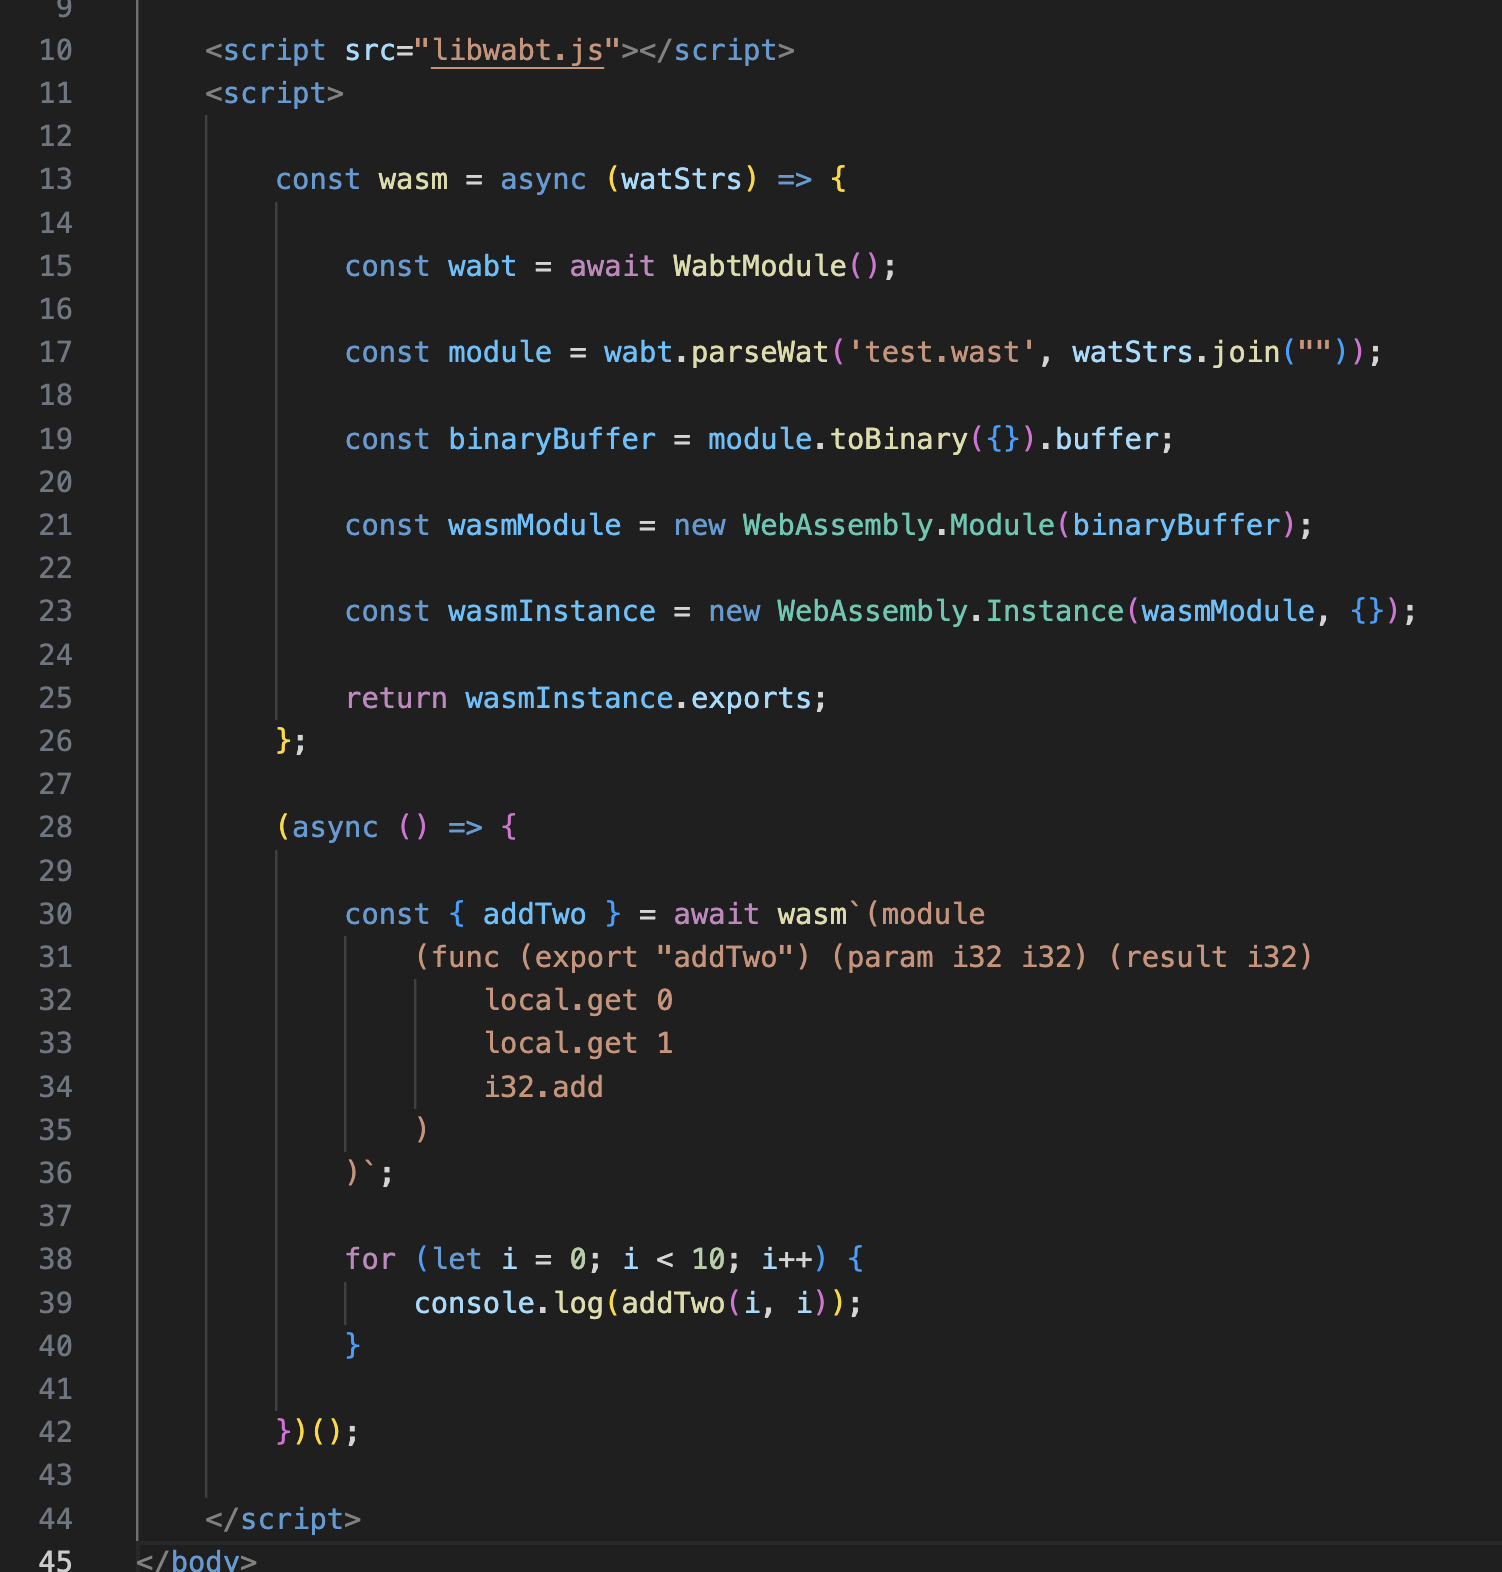 9
10 <script src="libwabt.js"></script>
11 <script>
12
13 const wasm = async (watStrs) => {
14
15 const wabt = await WabtModule();
16
17 const module = wabt.parseWat('test.wast', watStrs.join(""));
18
19 const binaryBuffer = module.toBinary({}).buffer;
20
21 const wasmModule = new WebAssembly.Module(binaryBuffer);
22
23 const wasmInstance = new WebAssembly.Instance(wasmModule, {});
24
25 return wasmInstance.exports;
26 };
27
28 (async () => {
29
30 const { addTwo } = await wasm`(module
31 (func (export "addTwo") (param i32 i32) (result i32)
32 local.get 0
33 local.get 1
34 i32.add
35 )
36 )`;
37
38 for (let i = 0; i < 10; i++) {
39 console.log(addTwo(i, i));
40 }
41
42 })();
43
44 </script>
45 </body>